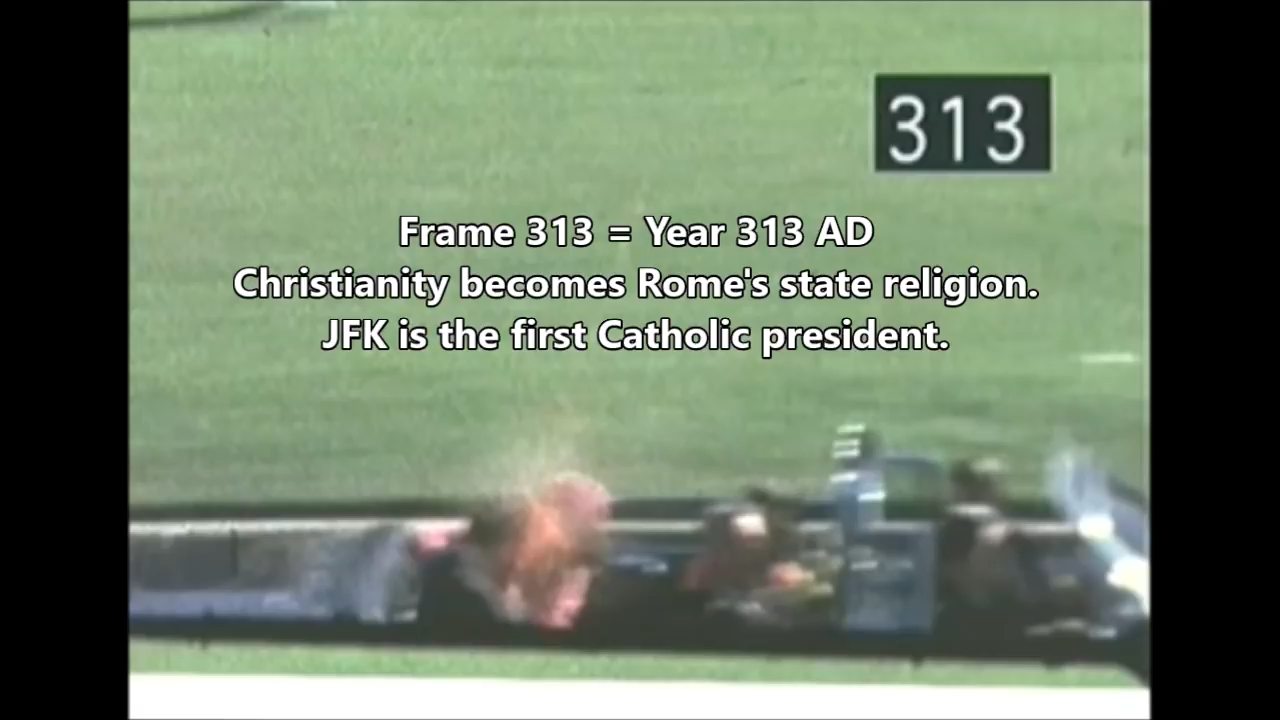 313
Frame 313 = Year 313 AD
Christianity becomes Rome's state religion.
JFK is the first Catholic president.